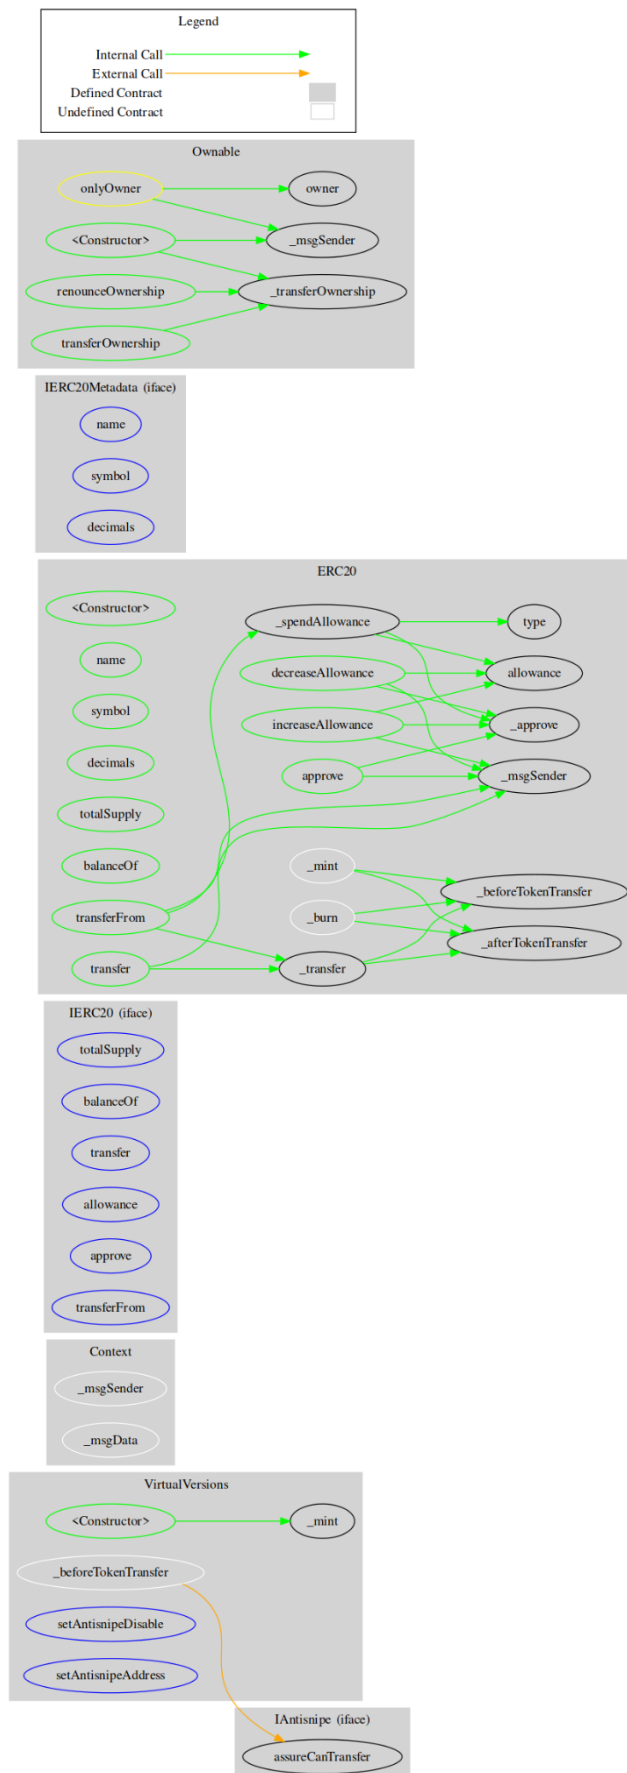 Legend
Internal Call
External Call
Defined Contract
Undefined Contract
Ownable
onlyOwner
owner
<Constructor>
_msgSender
renounceOwnership
_transferOwnership
transferOwnership
IERC20Metadata (iface)
name
symbol
decimals
ERC20
<Constructor>
_spendAllowance
type
name
decreaseAllowance
allowance
symbol
increaseAllowance
_approve
decimals
approve
_msgSender
totalSupply
balanceOf
_mint
_beforeTokenTransfer
transferFrom
_burn
_afterTokenTransfer
transfer
_transfer
IERC20 (iface)
totalSupply
balanceOf
transfer
allowance
approve
transferFrom
Context
_msgSender
_msgData
VirtualVersions
<Constructor>
_mint
_beforeTokenTransfer
setAntisnipeDisable
setAntisnipeAddress
IAntisnipe (iface)
assureCanTransfer